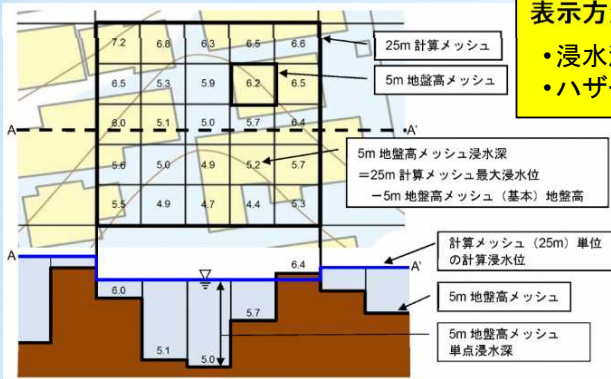 表示方
・浸水
・ハザ
7.2 6.8 6.3 6.5 6.6
25m 計算メッシュ
6.5 5.3 5.9 6.2 6.5
5m 地盤高メッシュ
A 6.0 5.1 5.0 5.7 6.4 A'
5.6 5.0 4.9 5.2 5.7
5m 地盤高メッシュ浸水深
=25m 計算メッシュ最大浸水位
－5m 地盤高メッシュ（基本）地盤高
5.5 4.9 4.7 4.4 5.3
計算メッシュ（25m）単位
の計算浸水位
A A'
6.4
6.0
5m 地盤高メッシュ
5.7
5.1
5.0
5m 地盤高メッシュ
単点浸水深